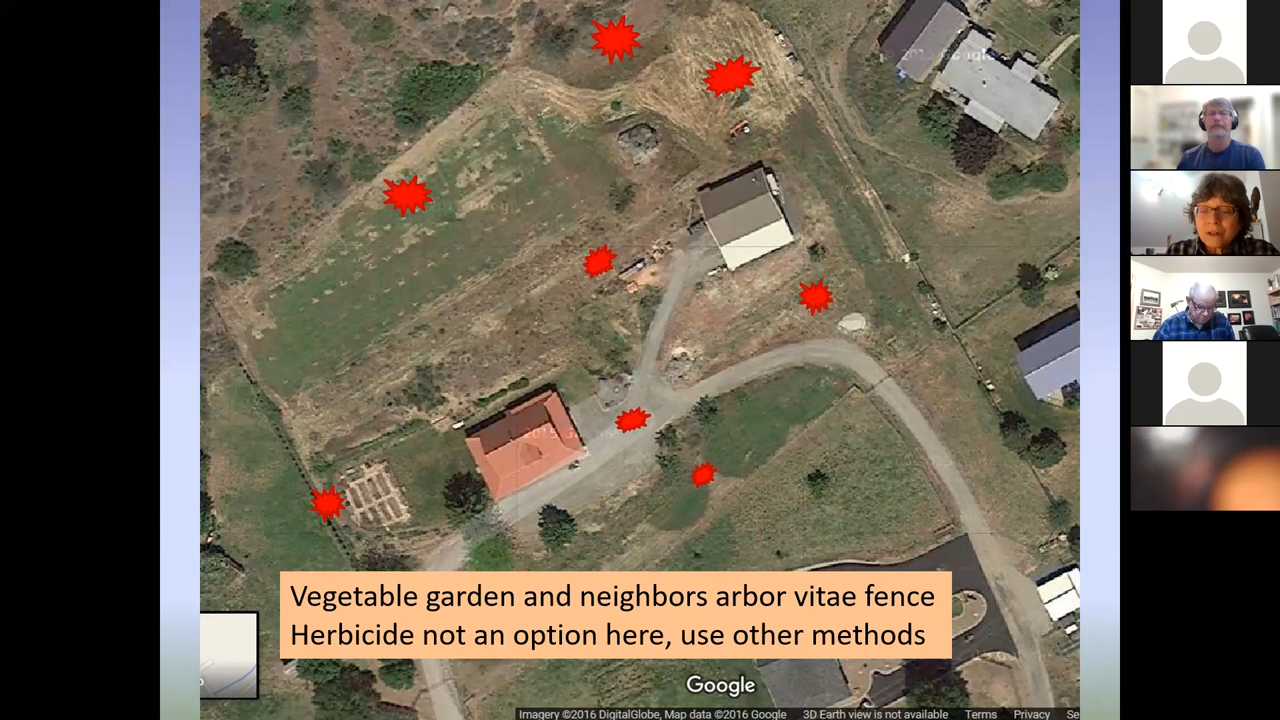 Vegetable garden and neighbors arbor vitae fence
Herbicide not an option here, use other methods
Google
Imagery ©2016 DigitalGlobe, Map data ©2016 Google 3D Earth view is not available Terms Privacy Se